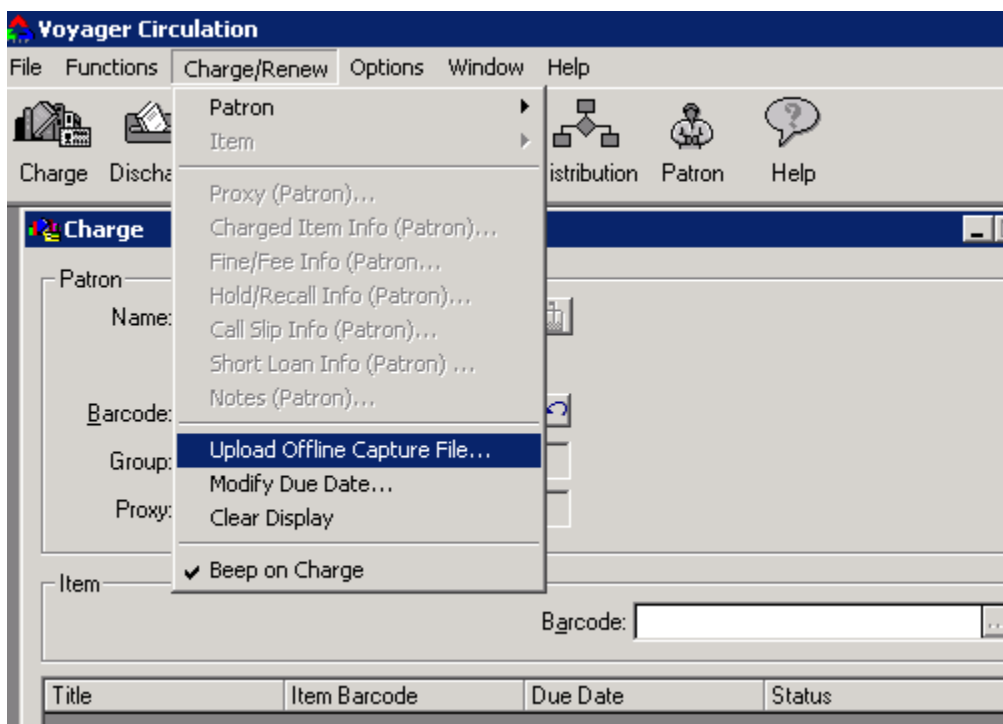 Voyager Circulation
File Functions Charge/Renew Options Window Help
Charge Discha istribution Patron Help
Patron
Item
Proxy (Patron)...
Charged Item Info (Patron)...
Fine/Fee Info (Patron...
Hold/Recall Info (Patron)...
Call Slip Info (Patron)...
Short Loan Info (Patron) ...
Notes (Patron)...
Upload Offline Capture File...
Modify Due Date...
Clear Display
Beep on Charge
Charge
Patron
Name:
Barcode:
Group:
Proxy:
Item
Barcode:
...
Title Item Barcode Due Date Status